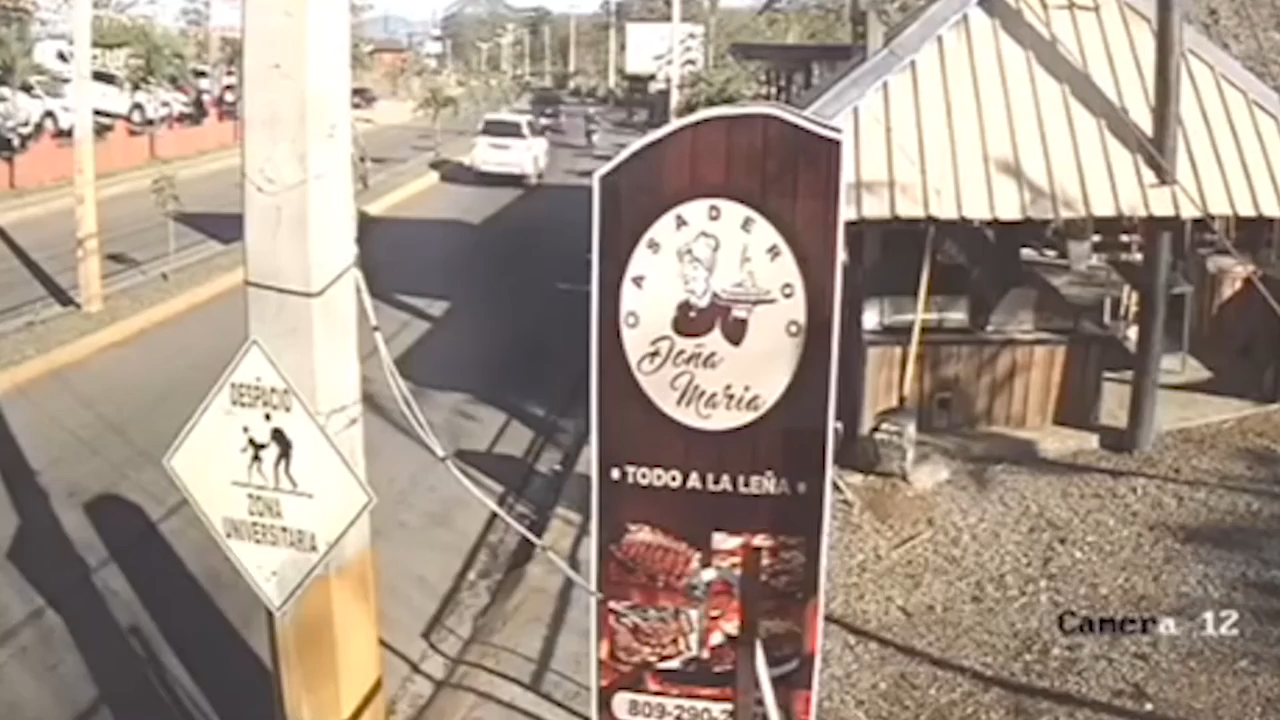 DESPACIO
ZONA
UNIVERSITARIA
ASADERO
Doña
Maria
• TODO A LA LEÑA •
809-290-
Camera 12